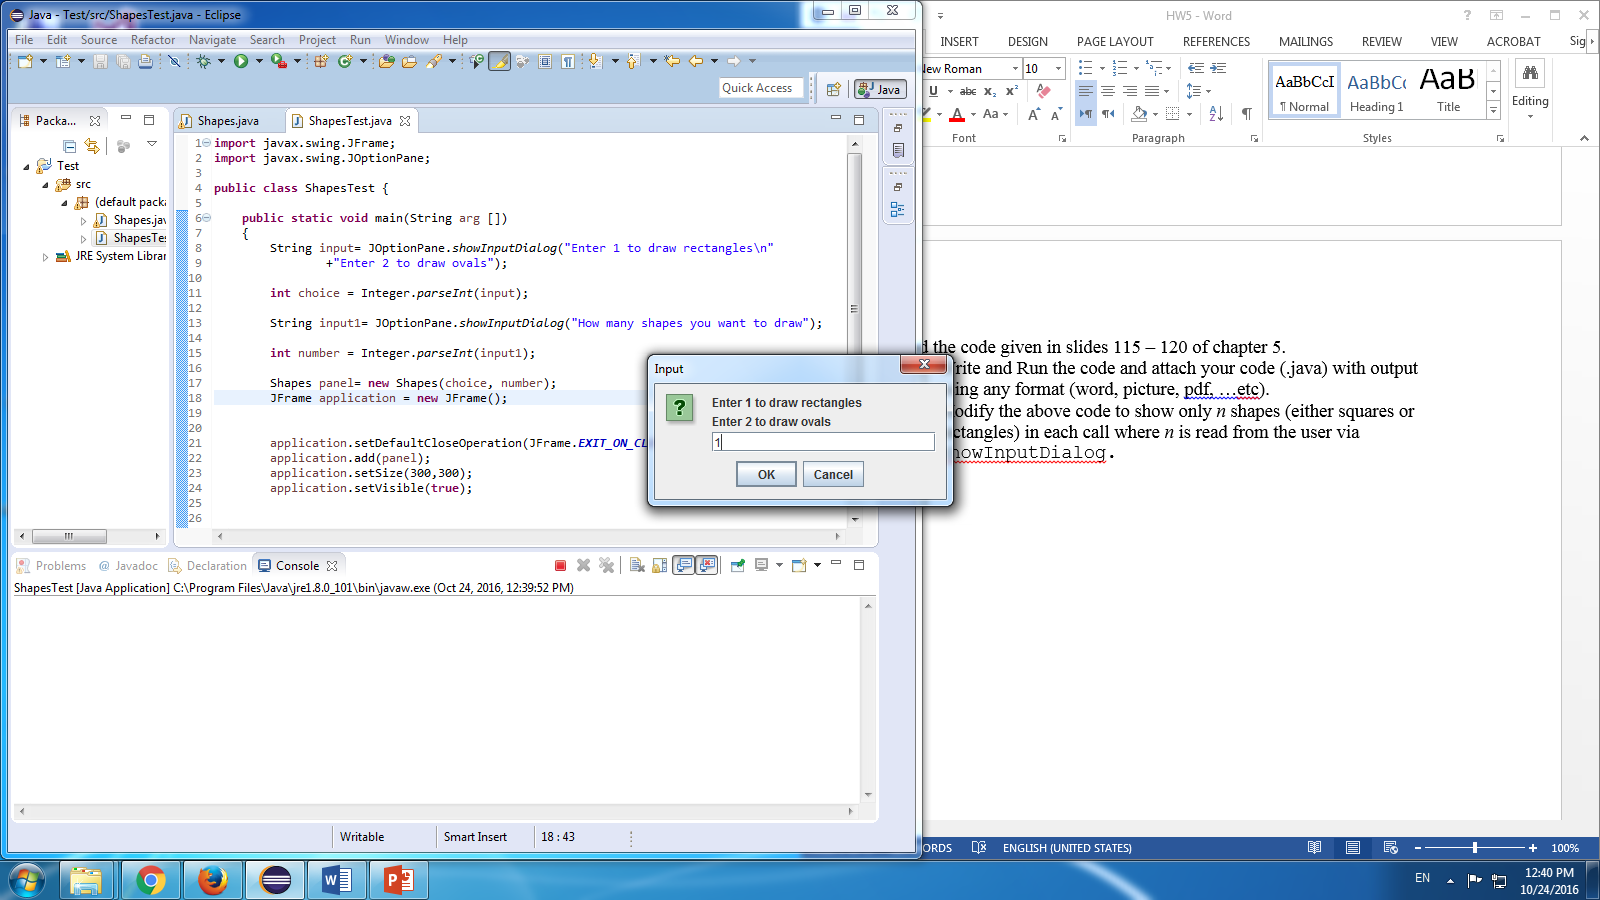 Java - Test/src/ShapesTest.java - Eclipse
File Edit Source Refactor Navigate Search Project Run Window Help
Quick Access
Java
Packa...
Test
src
(default packa
Shapes.jav
ShapesTes
JRE System Librar
Shapes.java
ShapesTest.java
1 import javax.swing.JFrame;
2 import javax.swing.JOptionPane;
3
4 public class ShapesTest {
5
6 public static void main(String arg [])
7 {
8 String input= JOptionPane.showInputDialog("Enter 1 to draw rectangles\n"
9 +"Enter 2 to draw ovals");
10
11 int choice = Integer.parseInt(input);
12
13 String input1= JOptionPane.showInputDialog("How many shapes you want to draw");
14
15 int number = Integer.parseInt(input1);
16
17 Shapes panel= new Shapes(choice, number);
18 JFrame application = new JFrame();
19
20
21 application.setDefaultCloseOperation(JFrame.EXIT_ON_CL
22 application.add(panel);
23 application.setSize(300,300);
24 application.setVisible(true);
25
26
Input
Enter 1 to draw rectangles
Enter 2 to draw ovals
1
OK Cancel
Problems @ Javadoc Declaration Console
ShapesTest [Java Application] C:\Program Files\Java\jre1.8.0_101\bin\javaw.exe (Oct 24, 2016, 12:39:52 PM)
Writable Smart Insert 18 : 43
HW5 - Word
INSERT DESIGN PAGE LAYOUT REFERENCES MAILINGS REVIEW VIEW ACROBAT Sig
New Roman 10
AaBbCcI AaBbCc AaB
¶ Normal Heading 1 Title
Editing
Font Paragraph Styles
d the code given in slides 115 – 120 of chapter 5.
rite and Run the code and attach your code (.java) with output
ing any format (word, picture, pdf, …etc).
odify the above code to show only n shapes (either squares or
ctangles) in each call where n is read from the user via
howInputDialog.
ORDS ENGLISH (UNITED STATES) 100%
EN
12:40 PM
10/24/2016